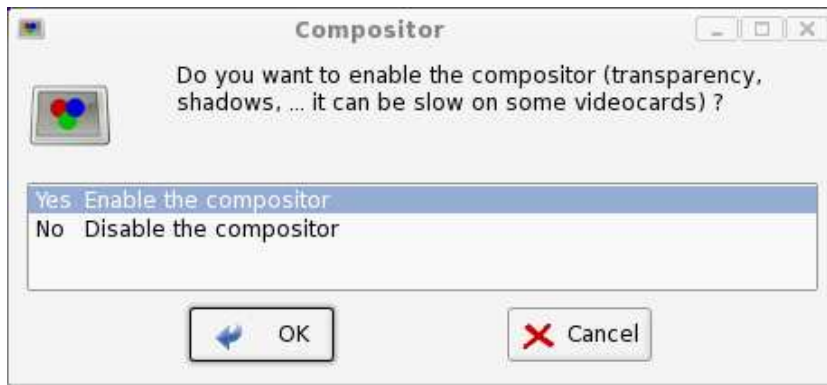 Compositor
Do you want to enable the compositor (transparency,
shadows, ... it can be slow on some videocards) ?
Yes Enable the compositor
No Disable the compositor
OK
Cancel